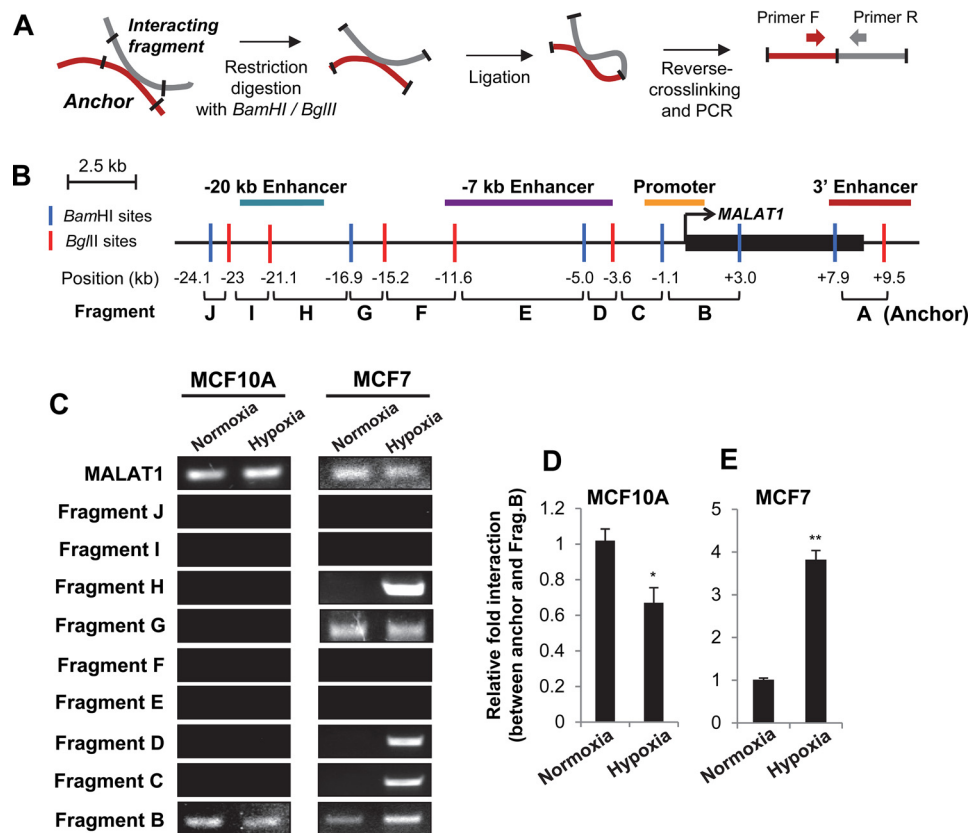 A
Interacting
fragment
Anchor
Restriction
digestion
with BamHI / BglII
Ligation
Reverse-
crosslinking
and PCR
Primer F
Primer R
B
2.5 kb
-20 kb Enhancer
-7 kb Enhancer
Promoter
3' Enhancer
MALAT1
BamHI sites
BglII sites
Position (kb)
-24.1 -23 -21.1 -16.9 -15.2 -11.6 -5.0 -3.6 -1.1 +3.0 +7.9 +9.5
Fragment
J I H G F E D C B A (Anchor)
C
MCF10A
MCF7
Normoxia
Hypoxia
Normoxia
Hypoxia
MALAT1
Fragment J
Fragment I
Fragment H
Fragment G
Fragment F
Fragment E
Fragment D
Fragment C
Fragment B
D
MCF10A
Relative fold interaction
(between anchor and Frag.B)
1.2
1
0.8
0.6
0.4
0.2
0
*
Normoxia
Hypoxia
E
MCF7
5
4
3
2
1
0
**
Normoxia
Hypoxia